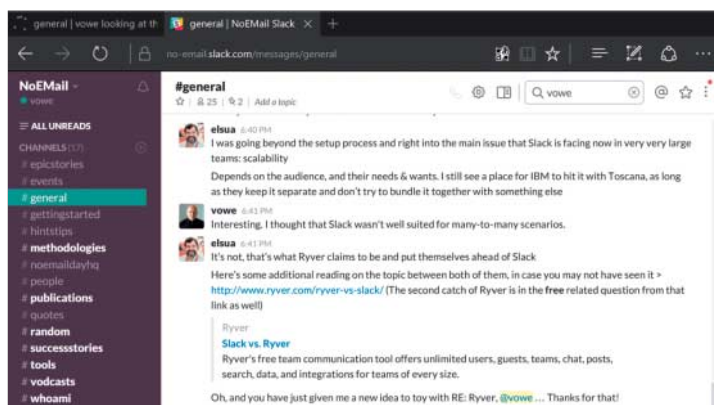 general | vowe looking at th
general | NoEMail Slack
no-email.slack.com/messages/general
NoEMail
vowe
ALL UNREADS
CHANNELS (17)
# epicstories
# events
# general
# gettingstarted
# hintstips
# methodologies
# noemaildayhq
# people
# publications
# quotes
# random
# successstories
# tools
# vodcasts
# whoami
#general
25 | 2 | Add a topic
vowe
elsua 6:40 PM
I was going beyond the setup process and right into the main issue that Slack is facing now in very very large
teams: scalability
Depends on the audience, and their needs & wants. I still see a place for IBM to hit it with Toscana, as long
as they keep it separate and don't try to bundle it together with something else
vowe 6:41 PM
Interesting. I thought that Slack wasn't well suited for many-to-many scenarios.
elsua 6:41 PM
It's not, that's what Ryver claims to be and put themselves ahead of Slack
Here's some additional reading on the topic between both of them, in case you may not have seen it >
http://www.ryver.com/ryver-vs-slack/ (The second catch of Ryver is in the free related question from that
link as well)
Ryver
Slack vs. Ryver
Ryver's free team communication tool offers unlimited users, guests, teams, chat, posts,
search, data, and integrations for teams of every size.
Oh, and you have just given me a new idea to toy with RE: Ryver, @vowe ... Thanks for that!